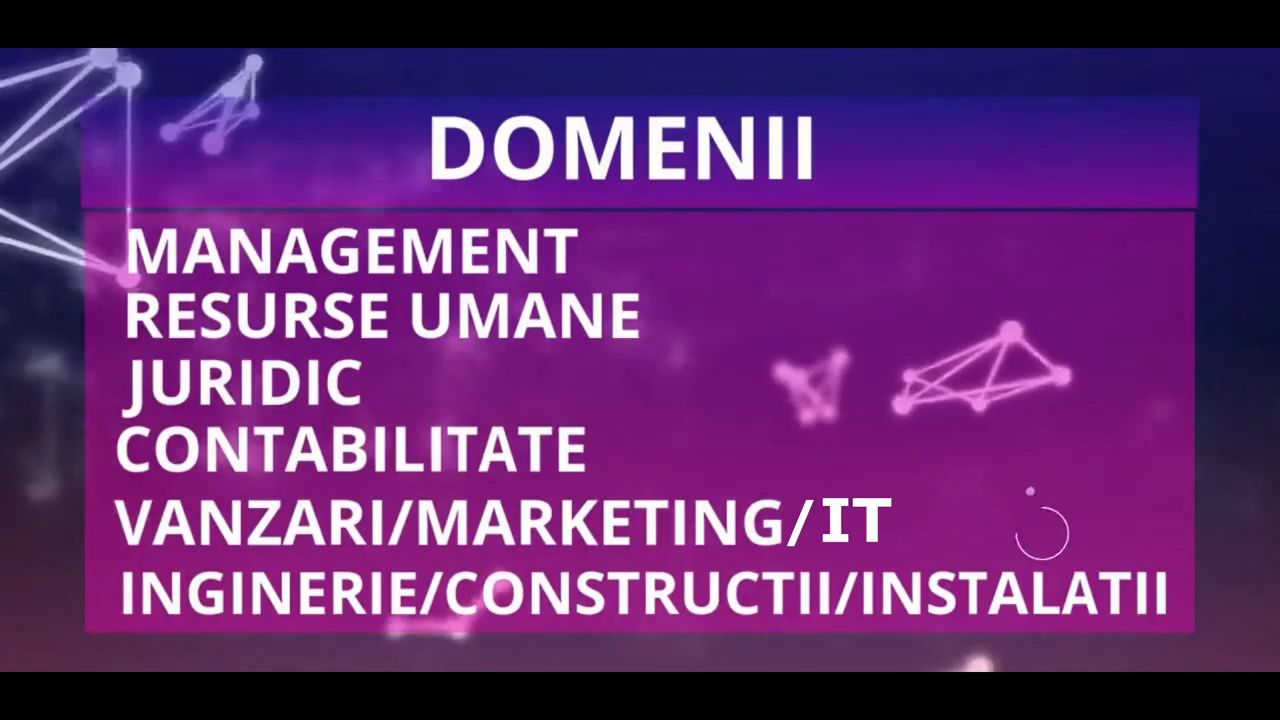 DOMENII
MANAGEMENT
RESURSE UMANE
JURIDIC
CONTABILITATE
VANZARI/MARKETING/IT
INGINERIE/CONSTRUCTII/INSTALATII